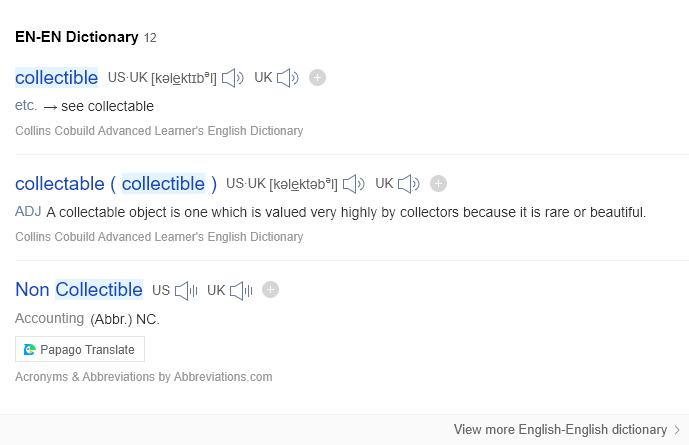 EN-EN Dictionary 12
collectible US·UK [kəle̲ktɪbᵊl] UK
etc. → see collectable
Collins Cobuild Advanced Learner's English Dictionary
collectable ( collectible ) US·UK [kəle̲ktəbᵊl] UK
ADJ A collectable object is one which is valued very highly by collectors because it is rare or beautiful.
Collins Cobuild Advanced Learner's English Dictionary
Non Collectible US UK
Accounting (Abbr.) NC.
Papago Translate
Acronyms & Abbreviations by Abbreviations.com
View more English-English dictionary